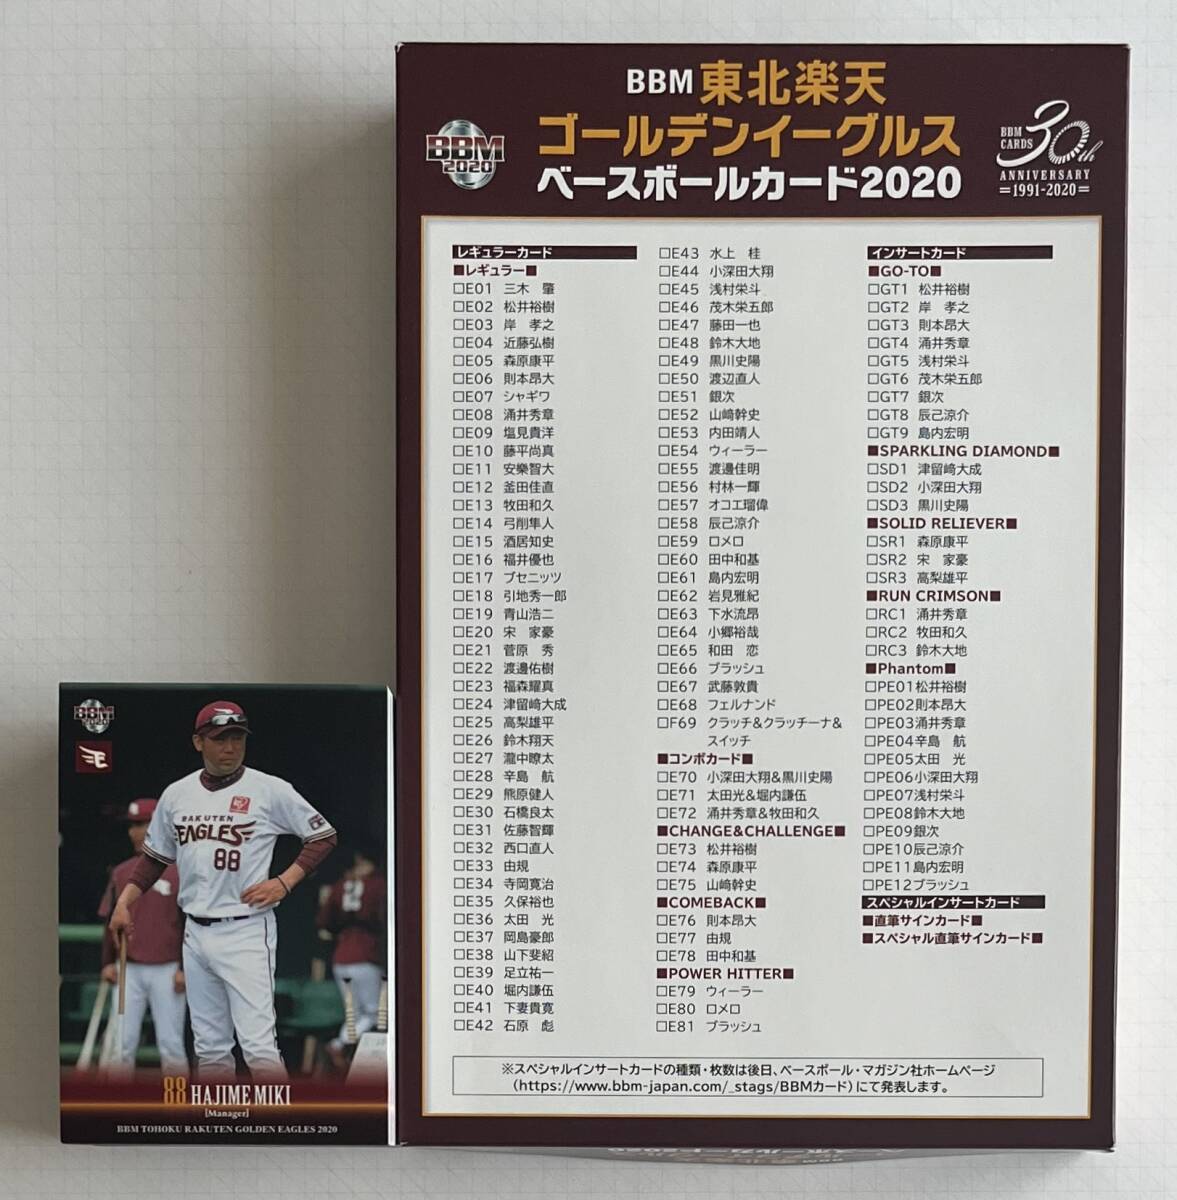 BBM 東北楽天
ゴールデンイーグルス
ベースボールカード2020
BBM
2020
BBM
CARDS
30th
ANNIVERSARY
=1991-2020=
レギュラーカード
■レギュラー■
□E01 三木 肇
□E02 松井裕樹
□E03 岸 孝之
□E04 近藤弘樹
□E05 森原康平
□E06 則本昂大
□E07 シャギワ
□E08 涌井秀章
□E09 塩見貴洋
□E10 藤平尚真
□E11 安樂智大
□E12 釜田佳直
□E13 牧田和久
□E14 弓削隼人
□E15 酒居知史
□E16 福井優也
□E17 ブセニッツ
□E18 引地秀一郎
□E19 青山浩二
□E20 宋 家豪
□E21 菅原 秀
□E22 渡邊佑樹
□E23 福森耀真
□E24 津留﨑大成
□E25 高梨雄平
□E26 鈴木翔天
□E27 瀧中瞭太
□E28 辛島 航
□E29 熊原健人
□E30 石橋良太
□E31 佐藤智輝
□E32 西口直人
□E33 由規
□E34 寺岡寛治
□E35 久保裕也
□E36 太田 光
□E37 岡島豪郎
□E38 山下斐紹
□E39 足立祐一
□E40 堀内謙伍
□E41 下妻貴寛
□E42 石原 彪
□E43 水上 桂
□E44 小深田大翔
□E45 浅村栄斗
□E46 茂木栄五郎
□E47 藤田一也
□E48 鈴木大地
□E49 黒川史陽
□E50 渡辺直人
□E51 銀次
□E52 山﨑幹史
□E53 内田靖人
□E54 ウィーラー
□E55 渡邊佳明
□E56 村林一輝
□E57 オコエ瑠偉
□E58 辰己涼介
□E59 ロメロ
□E60 田中和基
□E61 島内宏明
□E62 岩見雅紀
□E63 下水流昂
□E64 小郷裕哉
□E65 和田 恋
□E66 ブラッシュ
□E67 武藤敦貴
□E68 フェルナンド
□F69 クラッチ&クラッチーナ&
スイッチ
■コンボカード■
□E70 小深田大翔&黒川史陽
□E71 太田光&堀内謙伍
□E72 涌井秀章&牧田和久
■CHANGE&CHALLENGE■
□E73 松井裕樹
□E74 森原康平
□E75 山﨑幹史
■COMEBACK■
□E76 則本昂大
□E77 由規
□E78 田中和基
■POWER HITTER■
□E79 ウィーラー
□E80 ロメロ
□E81 ブラッシュ
インサートカード
■GO-TO■
□GT1 松井裕樹
□GT2 岸 孝之
□GT3 則本昂大
□GT4 涌井秀章
□GT5 浅村栄斗
□GT6 茂木栄五郎
□GT7 銀次
□GT8 辰己涼介
□GT9 島内宏明
■SPARKLING DIAMOND■
□SD1 津留﨑大成
□SD2 小深田大翔
□SD3 黒川史陽
■SOLID RELIEVER■
□SR1 森原康平
□SR2 宋 家豪
□SR3 高梨雄平
■RUN CRIMSON■
□RC1 涌井秀章
□RC2 牧田和久
□RC3 鈴木大地
■Phantom■
□PE01松井裕樹
□PE02則本昂大
□PE03涌井秀章
□PE04辛島 航
□PE05太田 光
□PE06小深田大翔
□PE07浅村栄斗
□PE08鈴木大地
□PE09銀次
□PE10辰己涼介
□PE11島内宏明
□PE12ブラッシュ
スペシャルインサートカード
■直筆サインカード■
■スペシャル直筆サインカード■
※スペシャルインサートカードの種類・枚数は後日、ベースボール・マガジン社ホームページ
(https://www.bbm-japan.com/_stags/BBMカード)にて発表します。
BBM
2020
RAKUTEN
EAGLES
88
88 HAJIME MIKI
[Manager]
BBM TOHOKU RAKUTEN GOLDEN EAGLES 2020